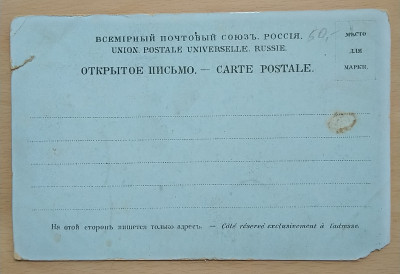 ВСЕМІРНЫЙ ПОЧТОВЫЙ СОЮЗЪ. РОССІЯ.
UNION POSTALE UNIVERSELLE. RUSSIE.
ОТКРЫТОЕ ПИСЬМО. — CARTE POSTALE.
50,-
МѢСТО
ДЛЯ
МАРКИ.
На этой сторонѣ пишется только адресъ. — Côté réservé exclusivement à l'adresse.